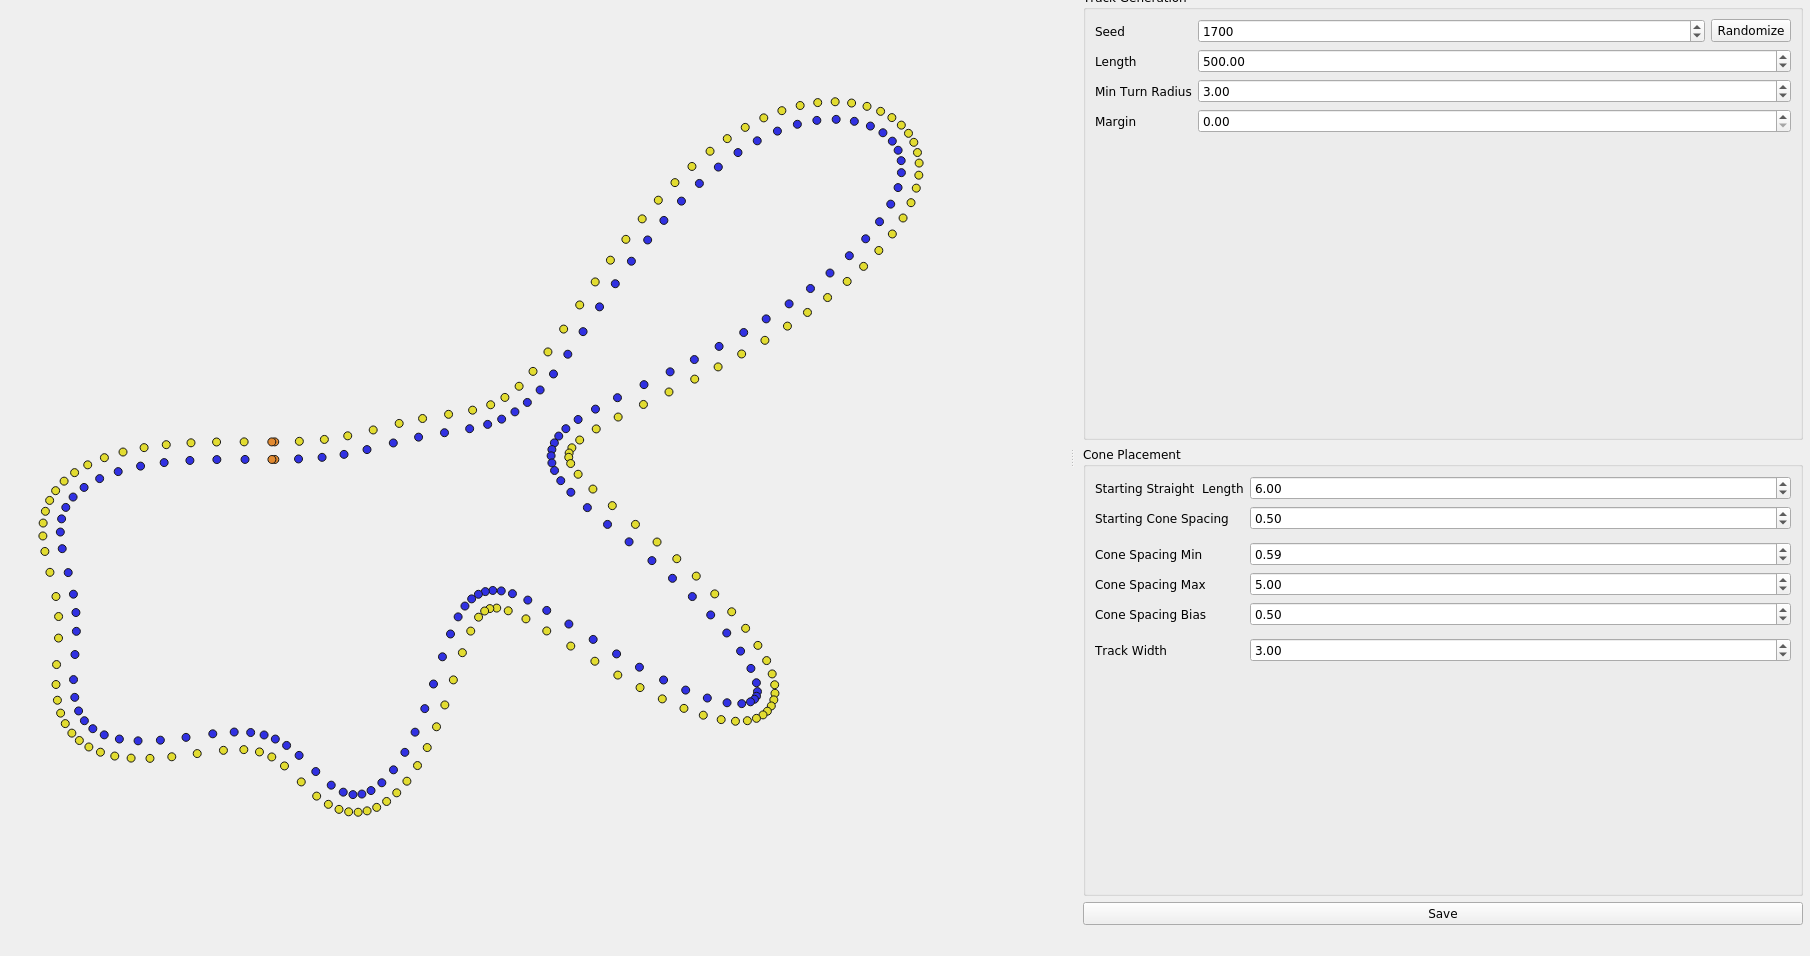 Track Generation
Seed 1700 Randomize
Length 500.00
Min Turn Radius 3.00
Margin 0.00
Cone Placement
Starting Straight Length 6.00
Starting Cone Spacing 0.50
Cone Spacing Min 0.59
Cone Spacing Max 5.00
Cone Spacing Bias 0.50
Track Width 3.00
Save